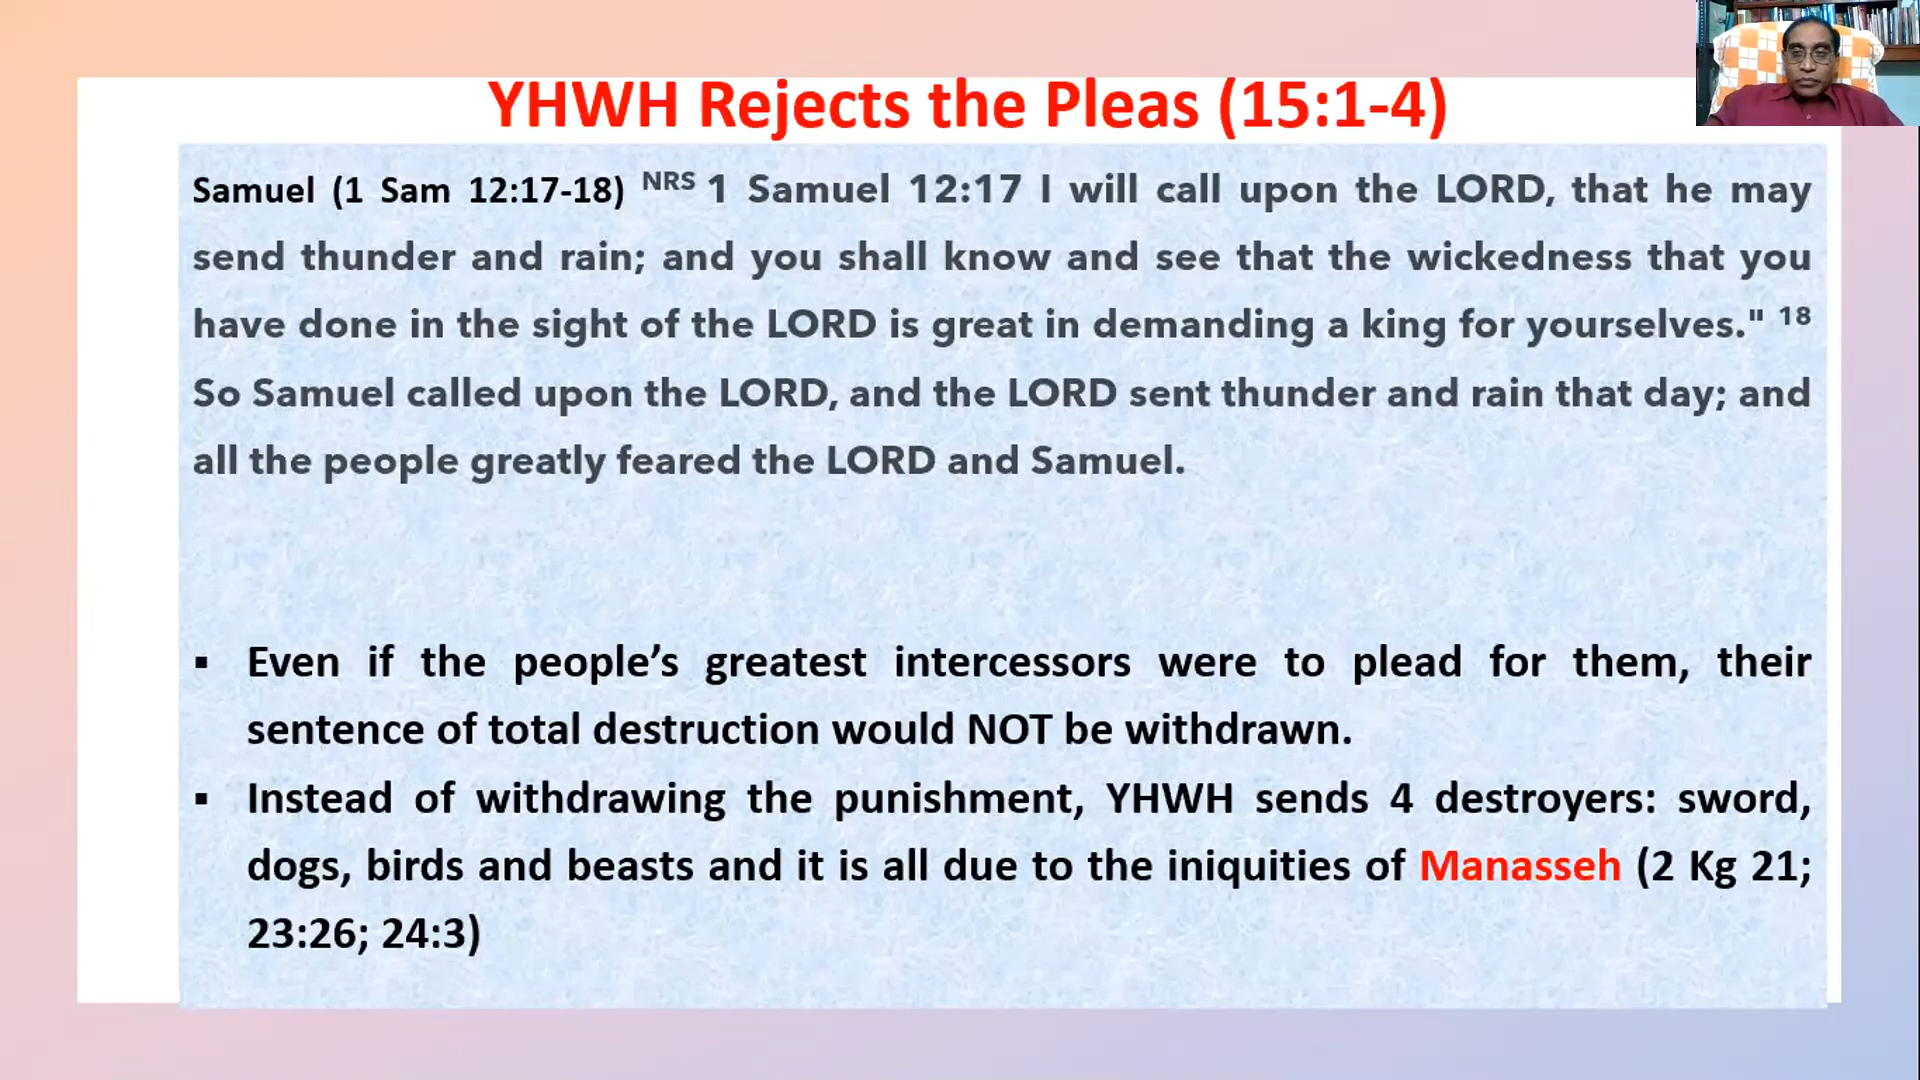 YHWH Rejects the Pleas (15:1-4)
Samuel (1 Sam 12:17-18) NRS 1 Samuel 12:17 I will call upon the LORD, that he may
send thunder and rain; and you shall know and see that the wickedness that you
have done in the sight of the LORD is great in demanding a king for yourselves." 18
So Samuel called upon the LORD, and the LORD sent thunder and rain that day; and
all the people greatly feared the LORD and Samuel.
▪ Even if the people’s greatest intercessors were to plead for them, their
sentence of total destruction would NOT be withdrawn.
▪ Instead of withdrawing the punishment, YHWH sends 4 destroyers: sword,
dogs, birds and beasts and it is all due to the iniquities of Manasseh (2 Kg 21;
23:26; 24:3)